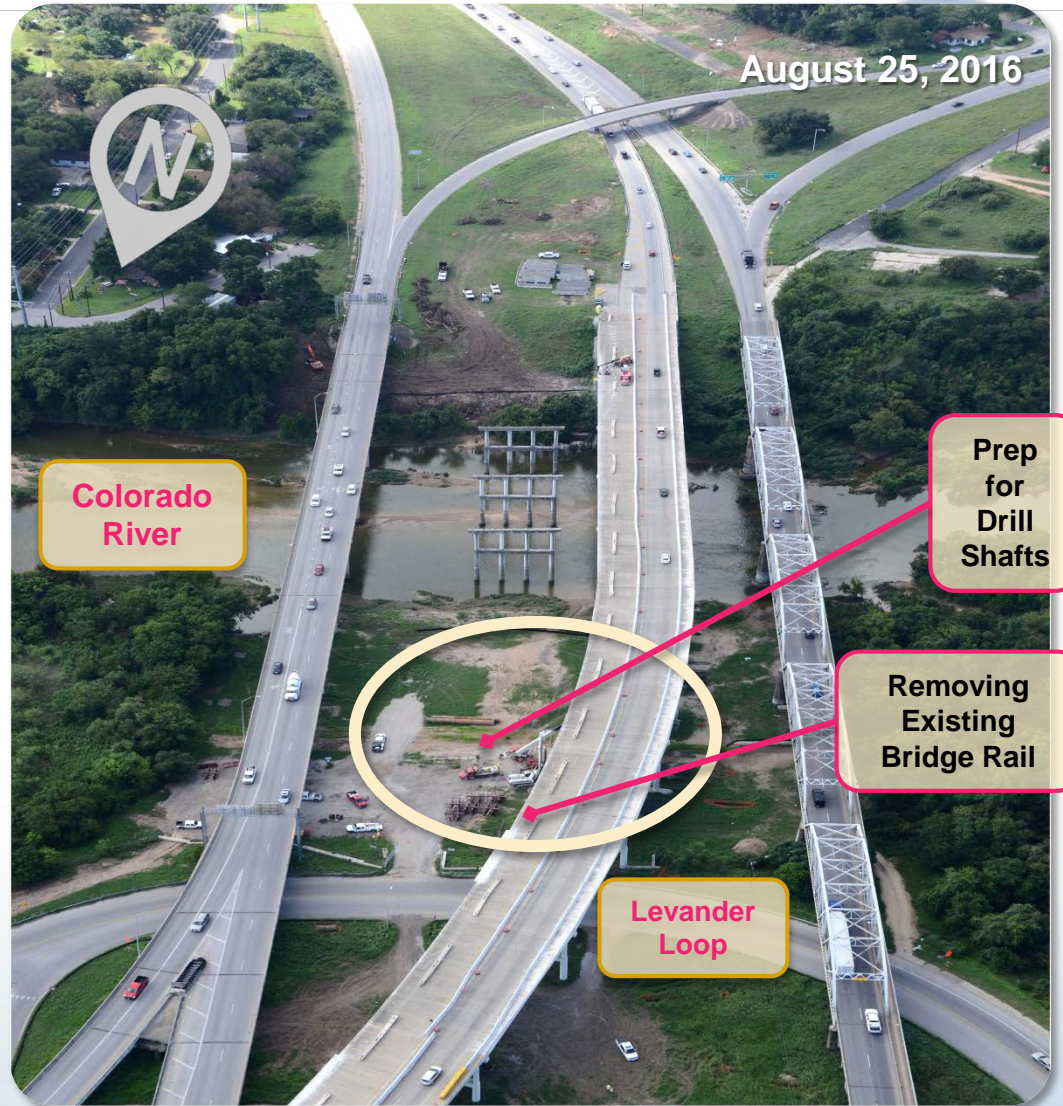 August 25, 2016
N
Colorado
River
Prep
for
Drill
Shafts
Removing
Existing
Bridge Rail
Levander
Loop